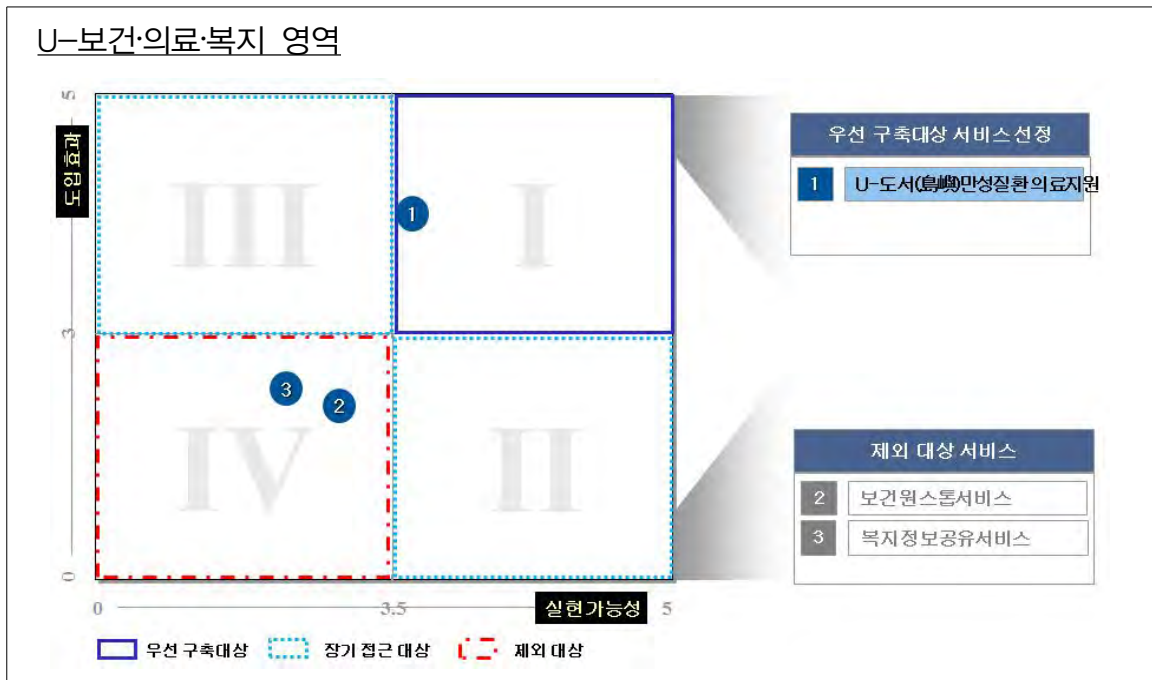 U-보건·의료·복지 영역
5
도입효과
3
0
III
I
IV
II
1
3
2
0
3.5
실현가능성
5
우선 구축대상
장기 접근 대상
제외 대상
우선 구축대상 서비스선정
1
U-도서(島嶼)만성질환의료지원
제외 대상 서비스
2
보건원스톱서비스
3
복지정보공유서비스